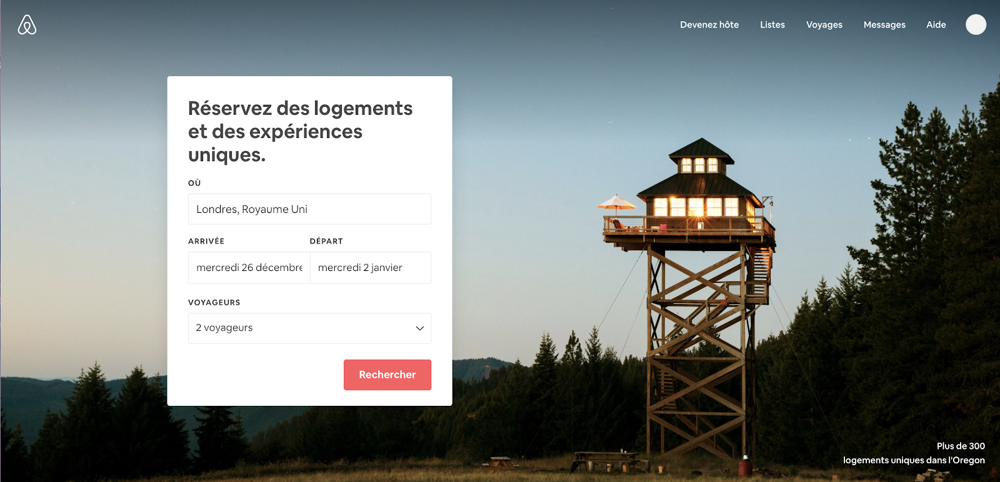 Devenez hôte Listes Voyages Messages Aide
Réservez des logements
et des expériences
uniques.
OÙ
Londres, Royaume Uni
ARRIVÉE DÉPART
mercredi 26 décembre mercredi 2 janvier
VOYAGEURS
2 voyageurs
Rechercher
Plus de 300
logements uniques dans l'Oregon